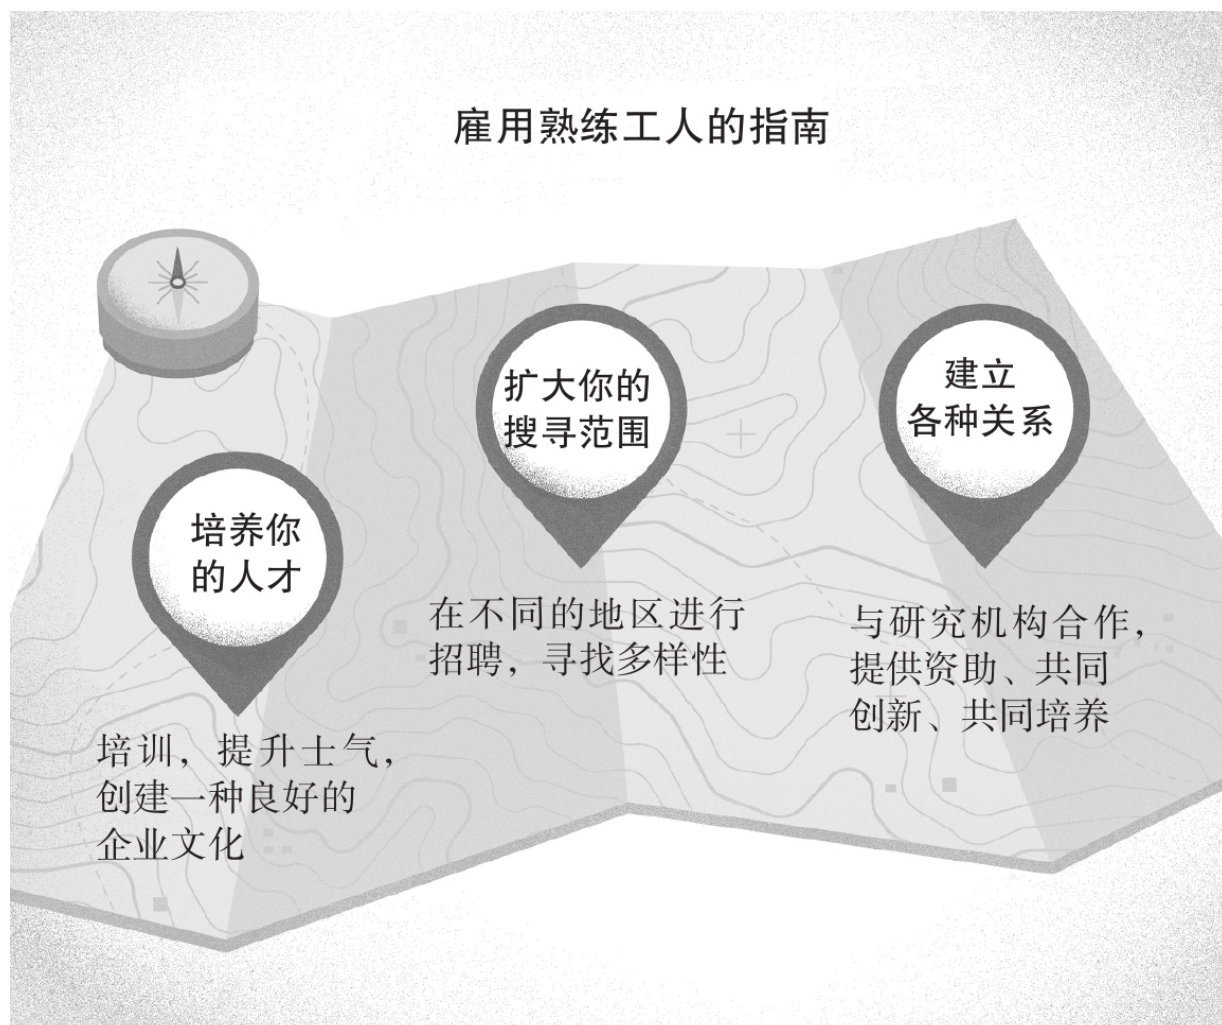 雇用熟练工人的指南
培养你
的人才
培训，提升士气，
创建一种良好的
企业文化
扩大你的
搜寻范围
在不同的地区进行
招聘，寻找多样性
建立
各种关系
与研究机构合作，
提供资助、共同
创新、共同培养